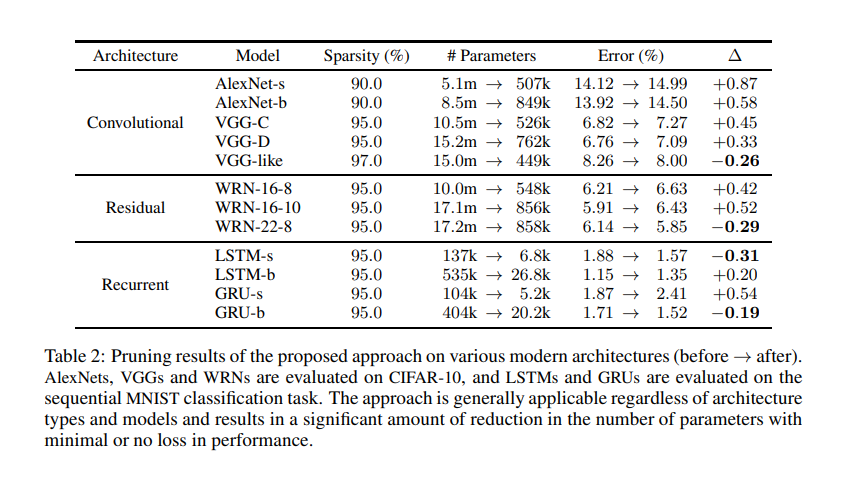 Architecture Model Sparsity (%) # Parameters Error (%) Δ
AlexNet-s 90.0 5.1m → 507k 14.12 → 14.99 +0.87
AlexNet-b 90.0 8.5m → 849k 13.92 → 14.50 +0.58
Convolutional VGG-C 95.0 10.5m → 526k 6.82 → 7.27 +0.45
VGG-D 95.0 15.2m → 762k 6.76 → 7.09 +0.33
VGG-like 97.0 15.0m → 449k 8.26 → 8.00 −0.26
WRN-16-8 95.0 10.0m → 548k 6.21 → 6.63 +0.42
Residual WRN-16-10 95.0 17.1m → 856k 5.91 → 6.43 +0.52
WRN-22-8 95.0 17.2m → 858k 6.14 → 5.85 −0.29
LSTM-s 95.0 137k → 6.8k 1.88 → 1.57 −0.31
LSTM-b 95.0 535k → 26.8k 1.15 → 1.35 +0.20
Recurrent GRU-s 95.0 104k → 5.2k 1.87 → 2.41 +0.54
GRU-b 95.0 404k → 20.2k 1.71 → 1.52 −0.19
Table 2: Pruning results of the proposed approach on various modern architectures (before → after).
AlexNets, VGGs and WRNs are evaluated on CIFAR-10, and LSTMs and GRUs are evaluated on the
sequential MNIST classification task. The approach is generally applicable regardless of architecture
types and models and results in a significant amount of reduction in the number of parameters with
minimal or no loss in performance.